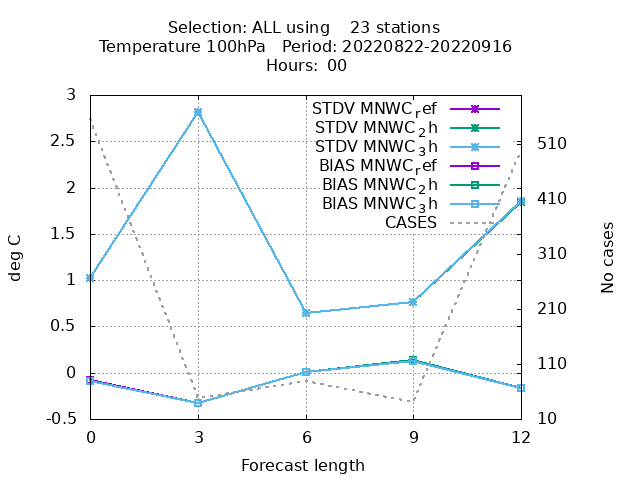 Selection: ALL using    23 stations
Temperature 100hPa   Period: 20220822-20220916
Hours: 00
STDV MNWC_ref
STDV MNWC_2h
STDV MNWC_3h
BIAS MNWC_ref
BIAS MNWC_2h
BIAS MNWC_3h
CASES
3
2.5
2
1.5
1
0.5
0
-0.5
deg C
510
410
310
210
110
10
No cases
0 3 6 9 12
Forecast length